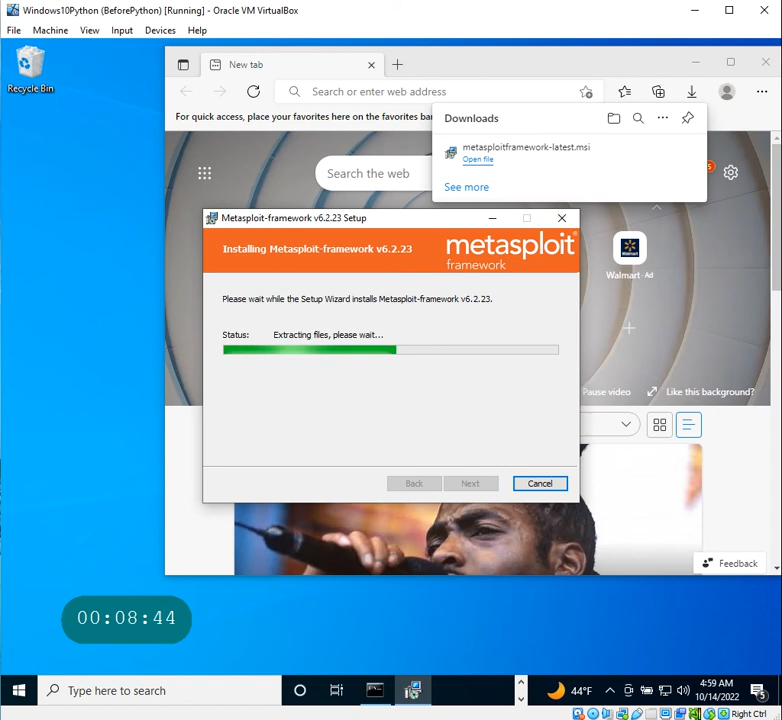 Windows10Python (BeforePython) [Running] - Oracle VM VirtualBox
File Machine View Input Devices Help
Recycle Bin
New tab
Search or enter web address
For quick access, place your favorites here on the favorites bar
Downloads
metasploitframework-latest.msi
Open file
See more
Search the web
5
Metasploit-framework v6.2.23 Setup
Installing Metasploit-framework v6.2.23
metasploit®
framework
Please wait while the Setup Wizard installs Metasploit-framework v6.2.23.
Status: Extracting files, please wait...
Back Next Cancel
Walmart · Ad
Pause video
Like this background?
Feedback
00:08:44
Type here to search
44°F
4:59 AM
10/14/2022
5
Right Ctrl